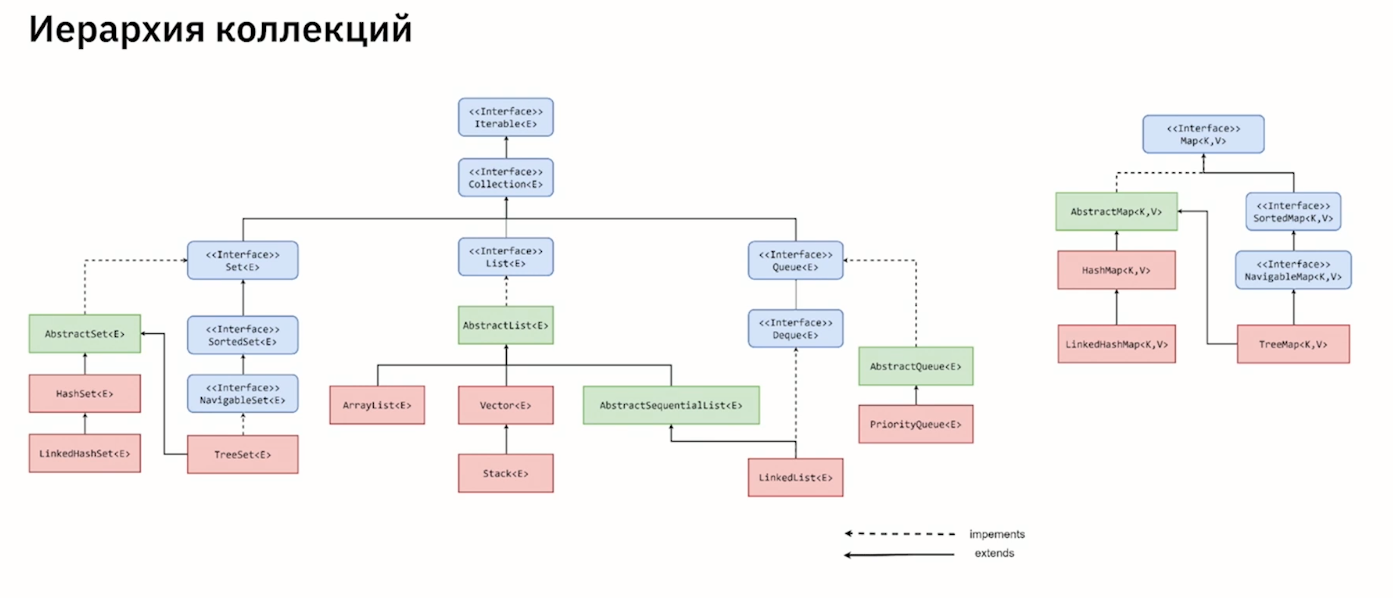 Иерархия коллекций
<<Interface>>
Iterable<E>
<<Interface>>
Collection<E>
<<Interface>>
Set<E>
<<Interface>>
List<E>
<<Interface>>
Queue<E>
AbstractSet<E>
<<Interface>>
SortedSet<E>
AbstractList<E>
<<Interface>>
Deque<E>
AbstractQueue<E>
HashSet<E>
<<Interface>>
NavigableSet<E>
ArrayList<E>
Vector<E>
AbstractSequentialList<E>
PriorityQueue<E>
LinkedHashSet<E>
TreeSet<E>
Stack<E>
LinkedList<E>
<<Interface>>
Map<K,V>
AbstractMap<K,V>
<<Interface>>
SortedMap<K,V>
HashMap<K,V>
<<Interface>>
NavigableMap<K,V>
LinkedHashMap<K,V>
TreeMap<K,V>
impements
extends